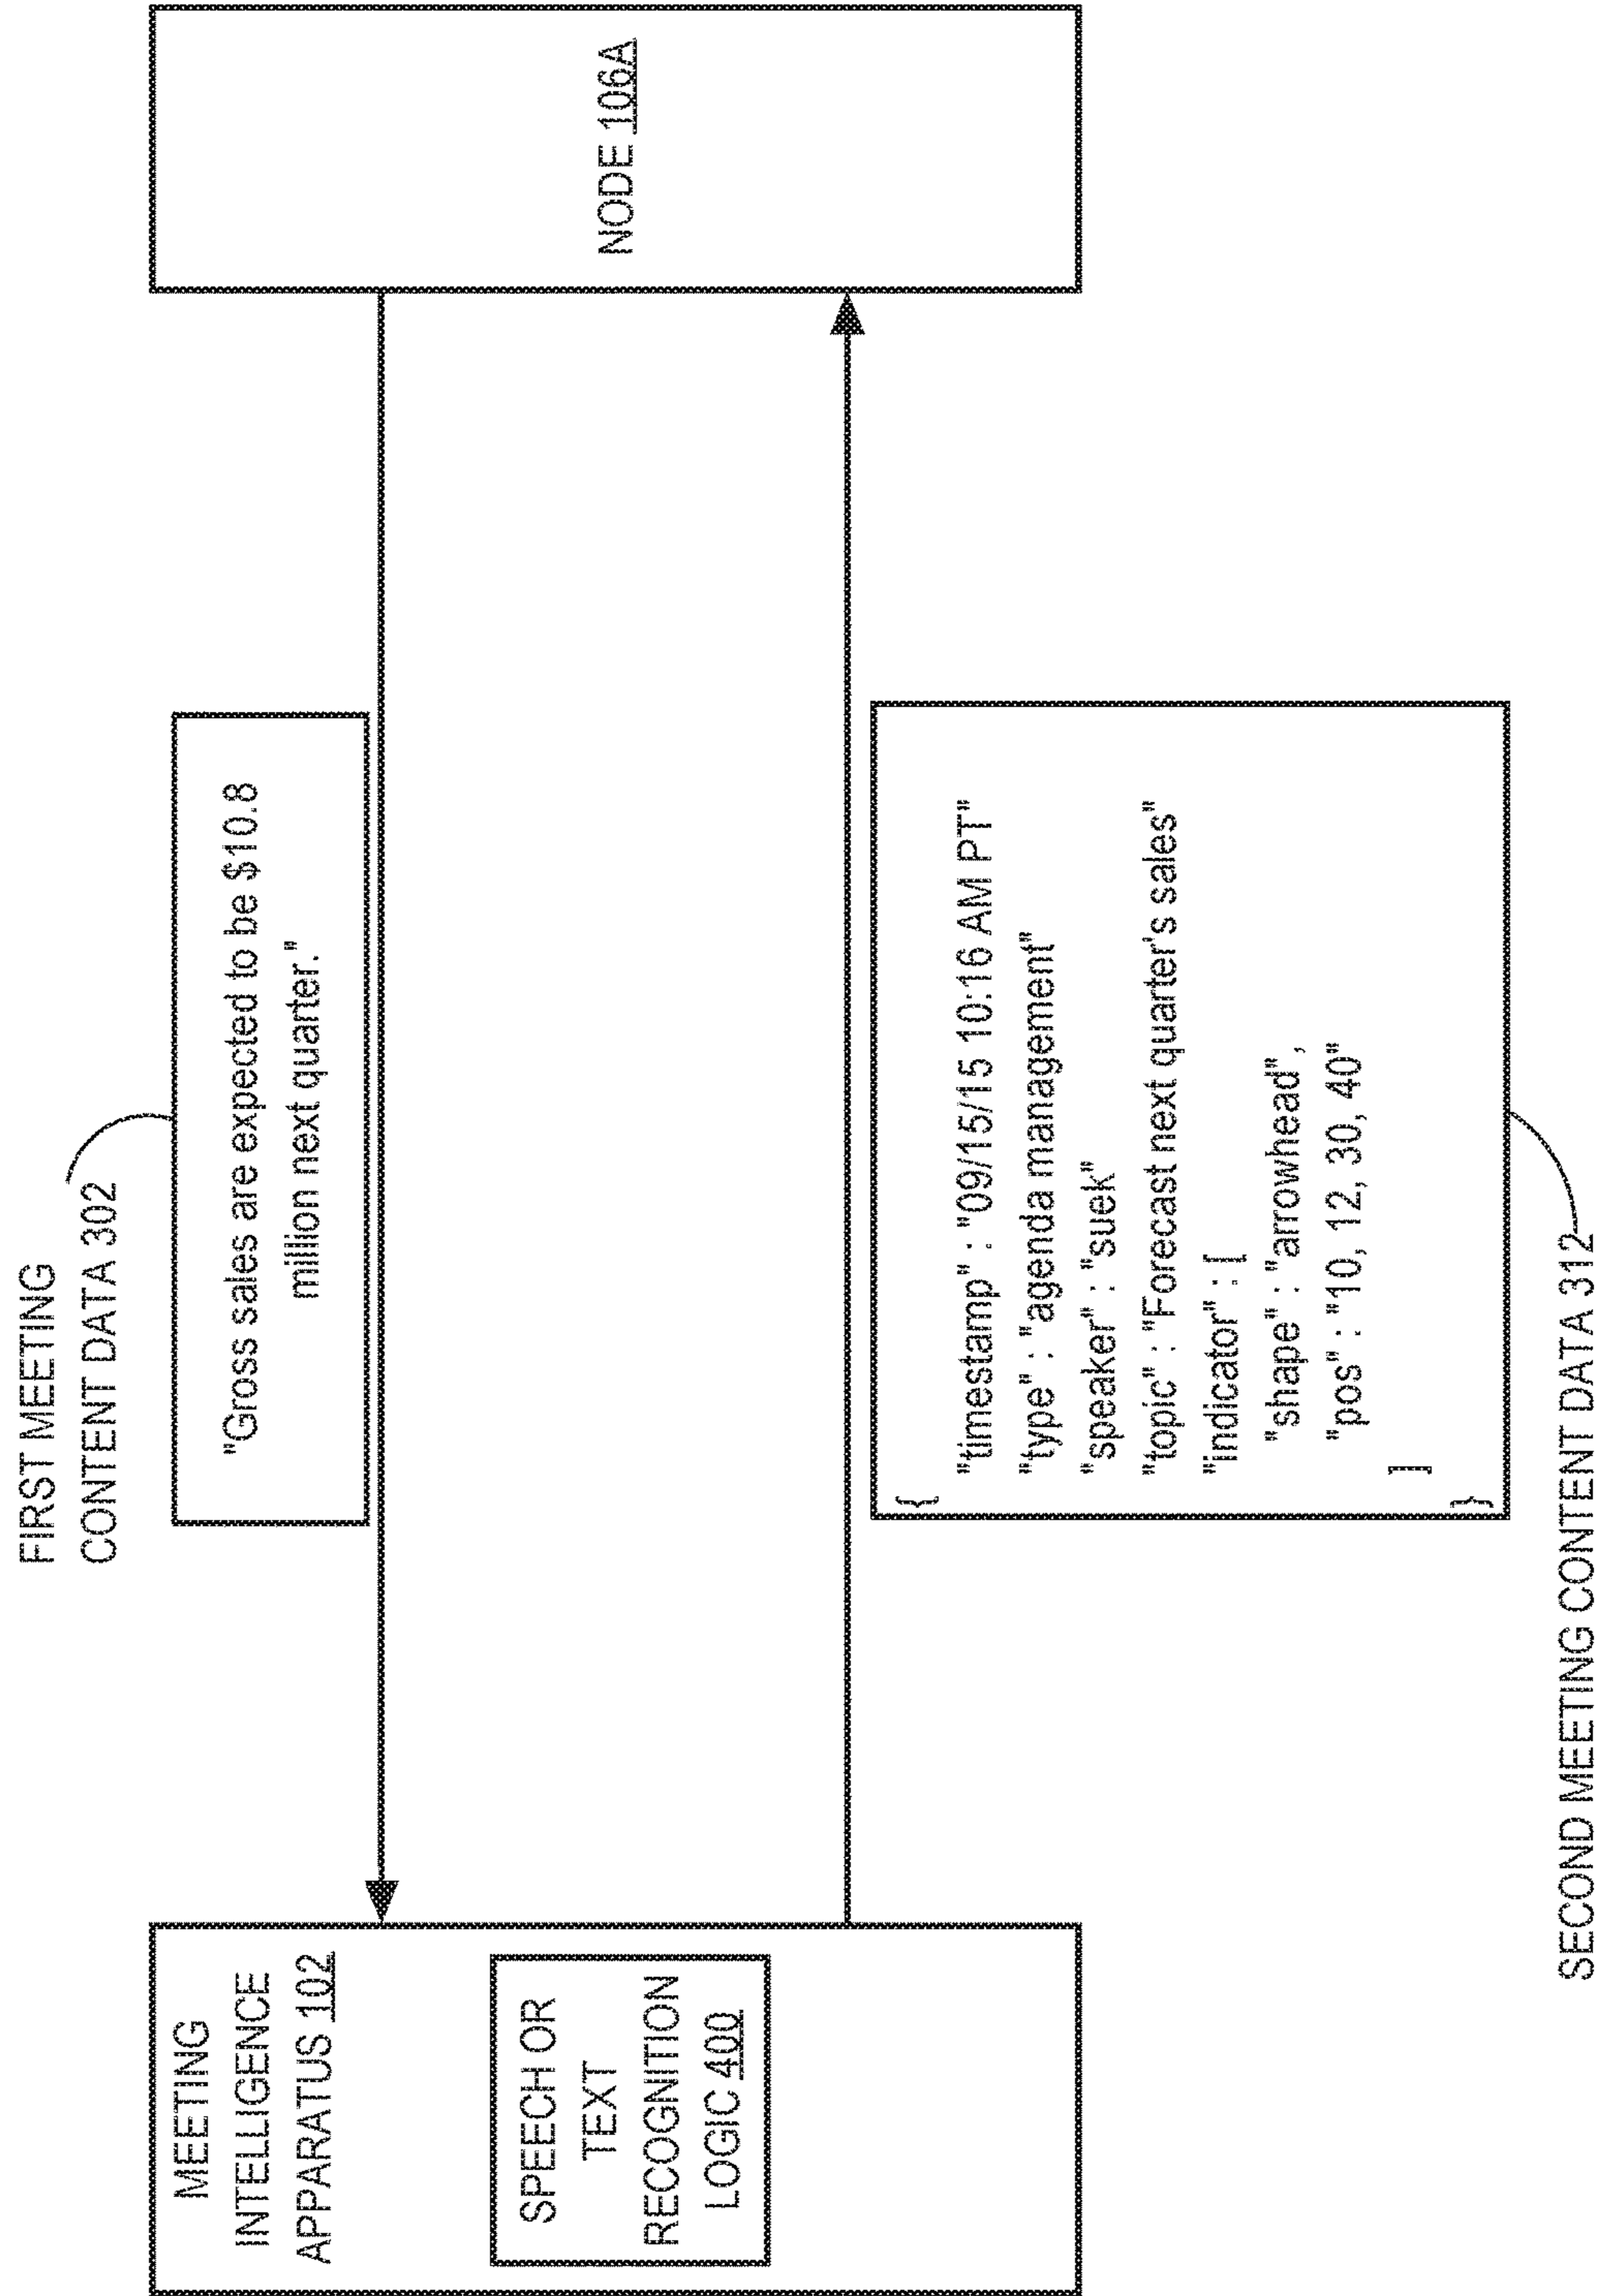 MEETING
INTELLIGENCE
APPARATUS 102
SPEECH OR
TEXT
RECOGNITION
LOGIC 400
FIRST MEETING
CONTENT DATA 302
"Gross sales are expected to be $10.8
million next quarter."
NODE 106A
{
"timestamp" : "09/15/15 10:16 AM PT"
"type" : "agenda management"
"speaker" : "suek"
"topic" : "Forecast next quarter's sales"
"indicator" : [
"shape" : "arrowhead",
"pos" : "10, 12, 30, 40"
]
}
SECOND MEETING CONTENT DATA 312